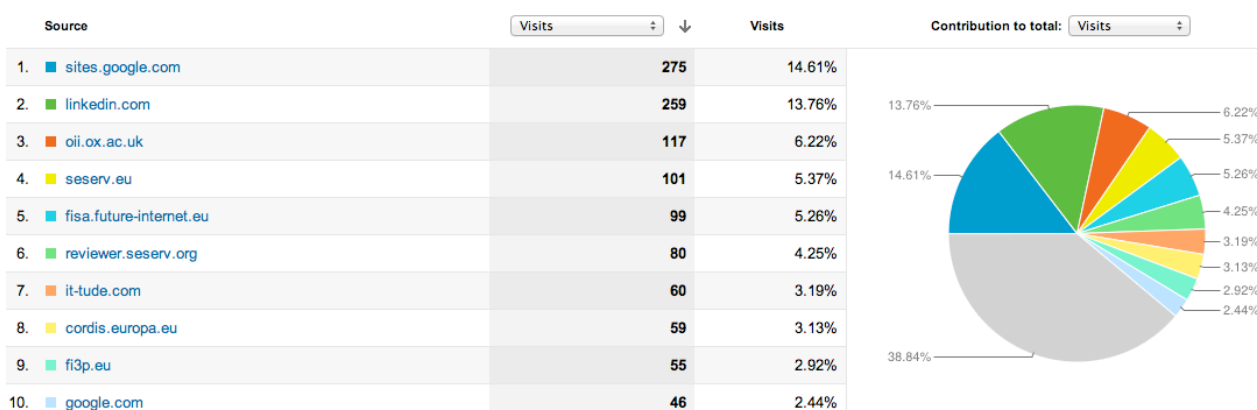 Source Visits Visits Contribution to total: Visits
1. sites.google.com 275 14.61%
2. linkedin.com 259 13.76%
3. oii.ox.ac.uk 117 6.22%
4. seserv.eu 101 5.37%
5. fisa.future-internet.eu 99 5.26%
6. reviewer.seserv.org 80 4.25%
7. it-tude.com 60 3.19%
8. cordis.europa.eu 59 3.13%
9. fi3p.eu 55 2.92%
10. google.com 46 2.44%
13.76%
14.61%
38.84%
6.22%
5.37%
5.26%
4.25%
3.19%
3.13%
2.92%
2.44%